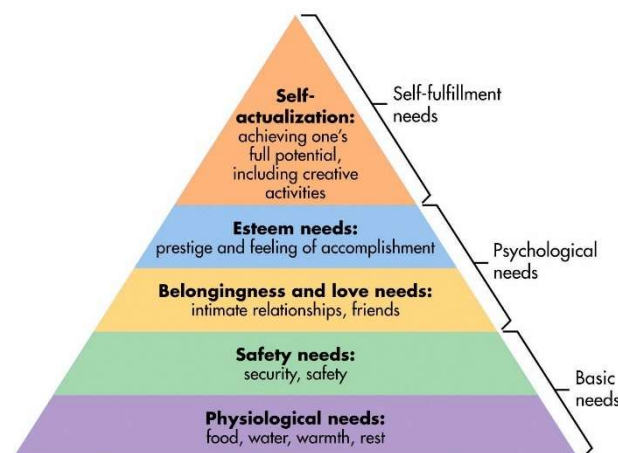 Self-
actualization:
achieving one's
full potential,
including creative
activities
Self-fulfillment
needs
Esteem needs:
prestige and feeling of accomplishment
Belongingness and love needs:
intimate relationships, friends
Psychological
needs
Safety needs:
security, safety
Physiological needs:
food, water, warmth, rest
Basic
needs